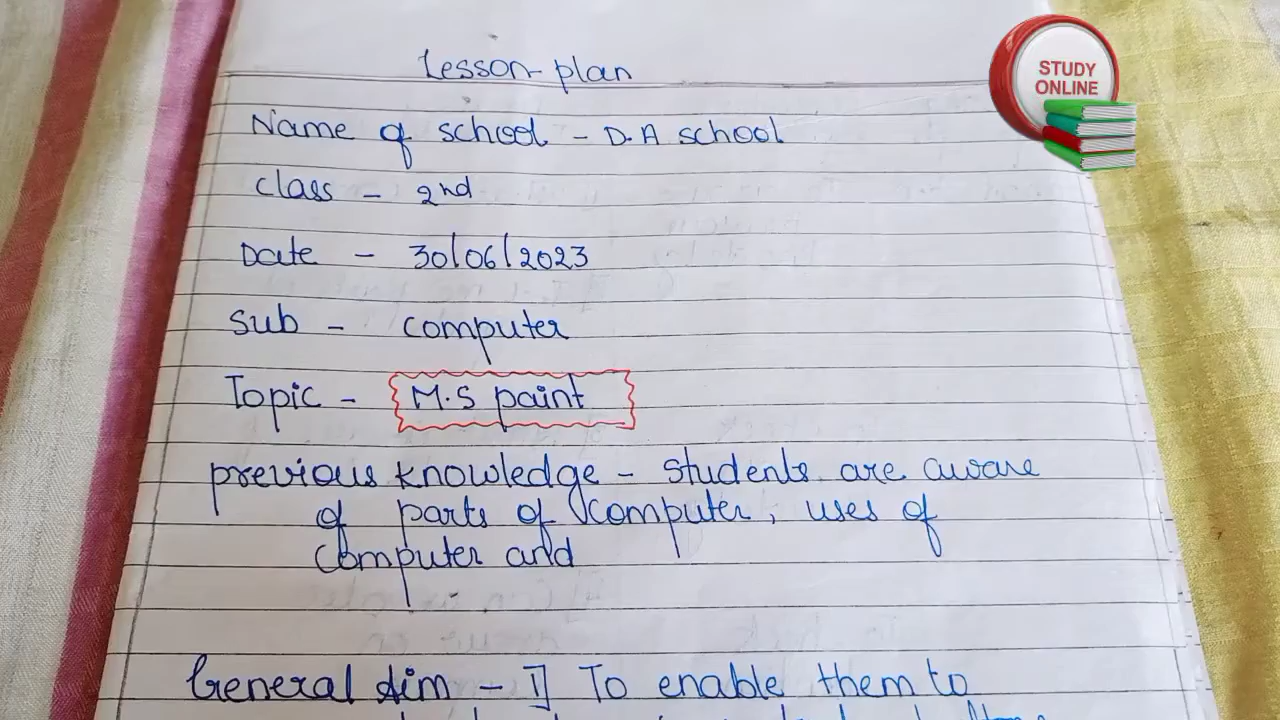 Lesson-plan
STUDY
ONLINE
Name of school - D.A school
Class - 2nd
Date - 30/06/2023
Sub - computer
Topic - M.S paint
previous knowledge - students are aware
of parts of computer, uses of
computer and
General Aim - 1] To enable them to